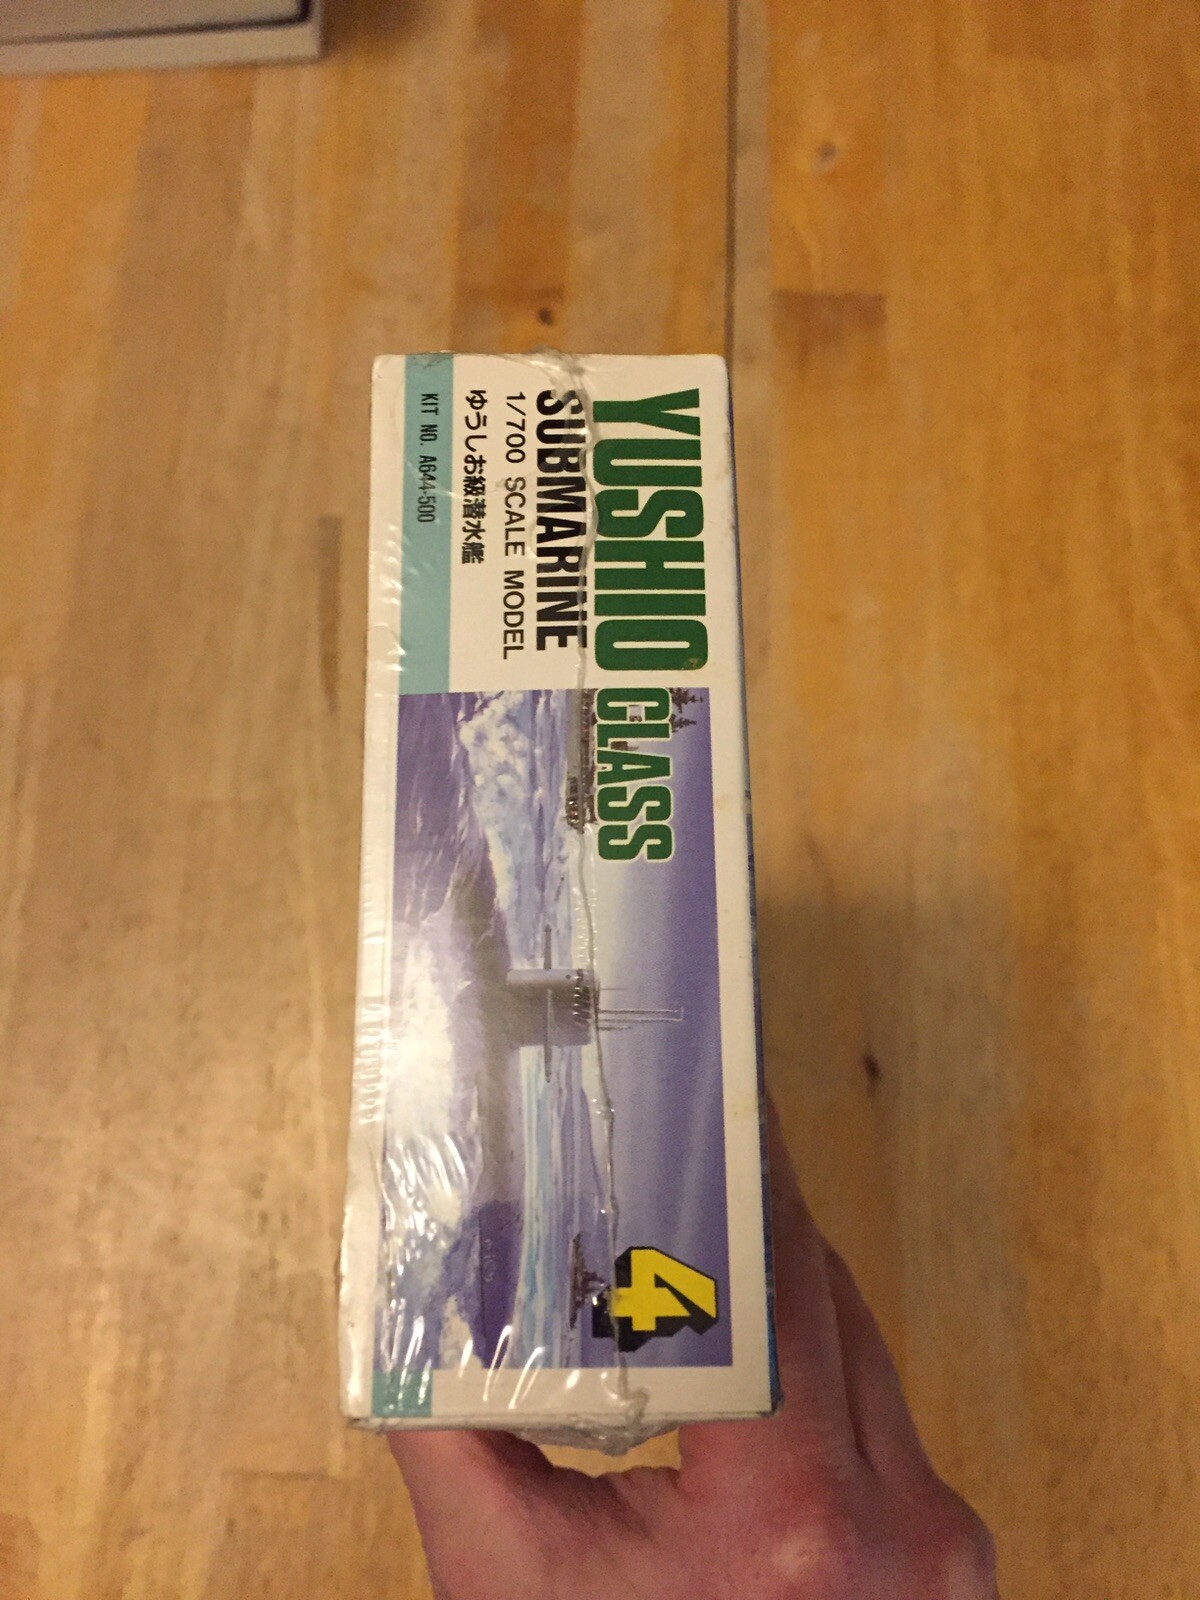 YUSHIO CLASS
SUBMARINE
1/700 SCALE MODEL
ゆうしお級潜水艦
KIT NO. A644-500
4